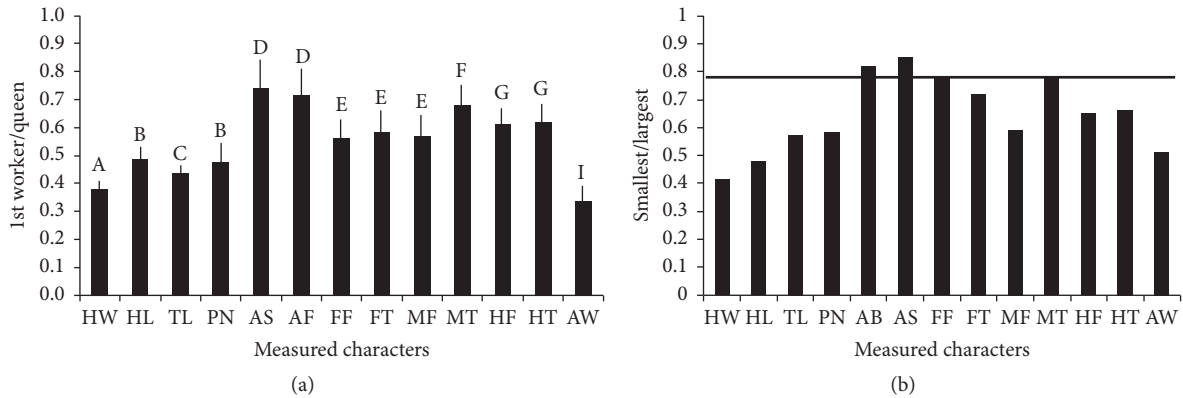 1.0
0.9
0.8
0.7
0.6
0.5
0.4
0.3
0.2
0.1
0.0
1st worker/queen
A
B
C
B
D
D
E
E
E
F
G
G
I
HW HL TL PN AS AF FF FT MF MT HF HT AW
Measured characters
(a)
1
0.9
0.8
0.7
0.6
0.5
0.4
0.3
0.2
0.1
0
Smallest/largest
HW HL TL PN AB AS FF FT MF MT HF HT AW
Measured characters
(b)